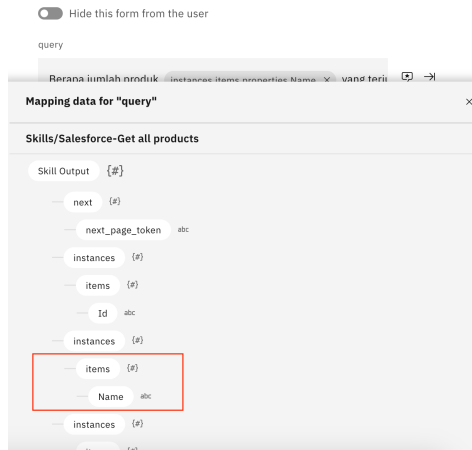 Hide this form from the user
query
Berapa jumlah produk instances.items.properties.Name × yang
Mapping data for "query" ×
Skills/Salesforce-Get all products
Skill Output {#}
next {#}
next_page_token abc
instances {#}
items {#}
Id abc
instances {#}
items {#}
Name abc
instances {#}